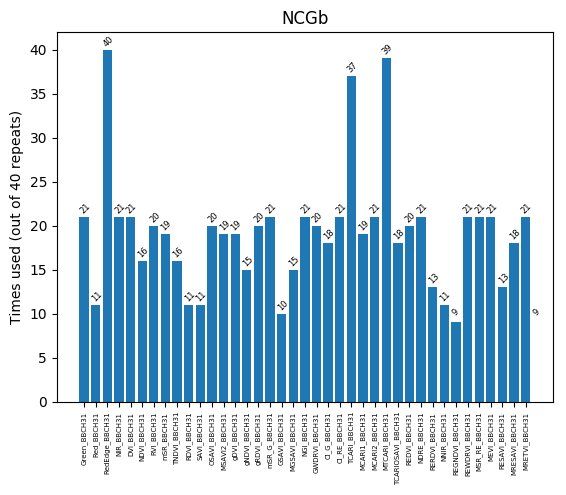 NCGb
Times used (out of 40 repeats)
40
35
30
25
20
15
10
5
0
21
11
40
21
21
16
20
19
16
11
11
20
19
19
15
20
21
10
15
21
20
18
21
37
19
21
39
18
20
21
13
11
9
21
21
21
13
18
21
9
Green_BBCH31
Red_BBCH31
RedEdge_BBCH31
NIR_BBCH31
DVI_BBCH31
NDVI_BBCH31
RVI_BBCH31
mSR_BBCH31
TNDVI_BBCH31
RDVI_BBCH31
SAVI_BBCH31
OSAVI_BBCH31
MSAVI2_BBCH31
gDVI_BBCH31
gNDVI_BBCH31
gRDVI_BBCH31
mSR_G_BBCH31
GSAVI_BBCH31
MGSAVI_BBCH31
NGI_BBCH31
GWDRVI_BBCH31
CI_G_BBCH31
CI_RE_BBCH31
TCARI_BBCH31
MCARI1_BBCH31
MCARI2_BBCH31
MTCARI_BBCH31
TCARIOSAVI_BBCH31
REDVI_BBCH31
NDRE_BBCH31
RERDVI_BBCH31
NNIR_BBCH31
REGNDVI_BBCH31
REWDRVI_BBCH31
MSR_RE_BBCH31
MEVI_BBCH31
RESAVI_BBCH31
MRESAVI_BBCH31
MRETVI_BBCH31